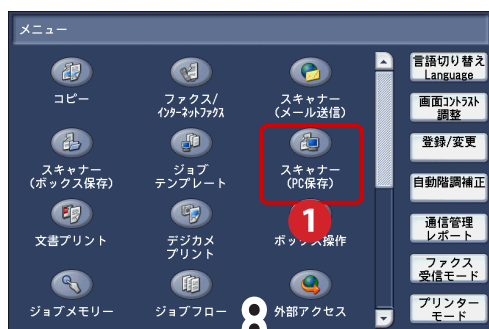 メニュー
コピー
ファクス/
インターネットファクス
スキャナー
(メール送信)
スキャナー
(ボックス保存)
ジョブ
テンプレート
スキャナー
(PC保存)
文書プリント
デジカメ
プリント
1
ボックス操作
ジョブメモリー
ジョブフロー
外部アクセス
言語切り替え
Language
画面コントラスト
調整
登録/変更
自動階調補正
通信管理
レポート
ファクス
受信モード
プリンター
モード